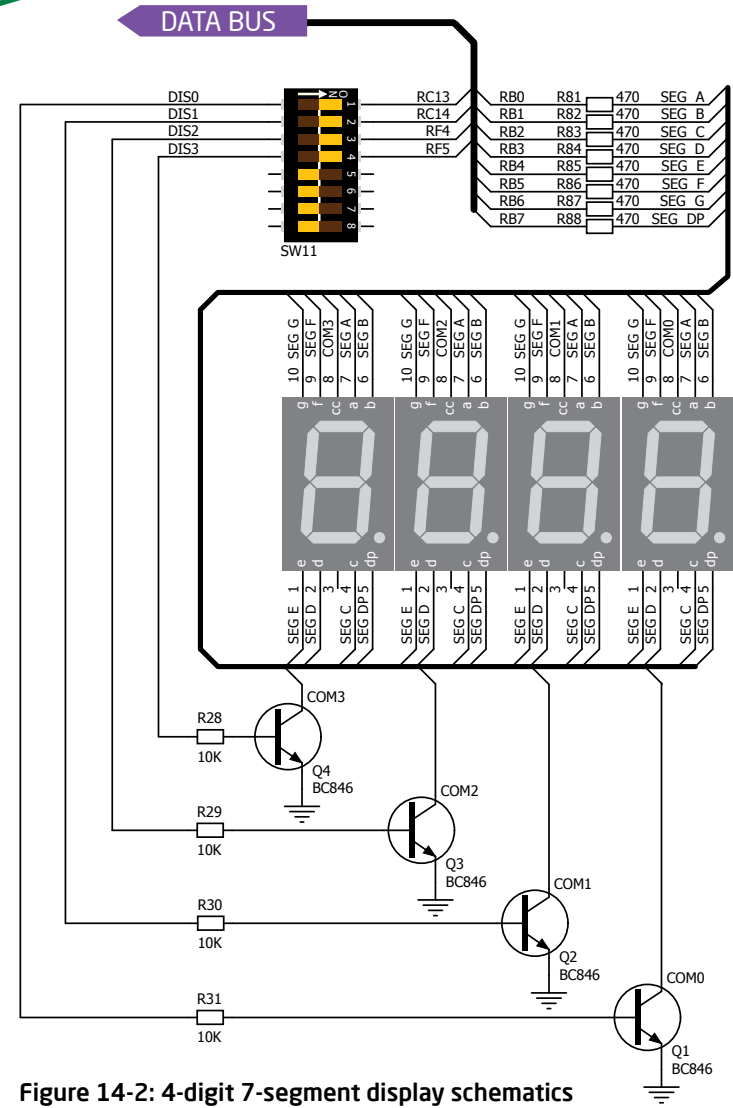 DATA BUS
DIS0 RC13 RB0 R81 470 SEG A
DIS1 RC14 RB1 R82 470 SEG B
DIS2 RF4 RB2 R83 470 SEG C
DIS3 RF5 RB3 R84 470 SEG D
RB4 R85 470 SEG E
RB5 R86 470 SEG F
RB6 R87 470 SEG G
RB7 R88 470 SEG DP
ON
1
2
3
4
5
6
7
8
SW11
10 SEG G
9 SEG F
8 COM3
7 SEG A
6 SEG B
10 SEG G
9 SEG F
8 COM2
7 SEG A
6 SEG B
10 SEG G
9 SEG F
8 COM1
7 SEG A
6 SEG B
10 SEG G
9 SEG F
8 COM0
7 SEG A
6 SEG B
g f cc a b
g f cc a b
g f cc a b
g f cc a b
e d c dp
e d c dp
e d c dp
e d c dp
SEG E 1
SEG D 2
3
SEG C 4
SEG DP 5
SEG E 1
SEG D 2
3
SEG C 4
SEG DP 5
SEG E 1
SEG D 2
3
SEG C 4
SEG DP 5
SEG E 1
SEG D 2
3
SEG C 4
SEG DP 5
COM3
R28
10K
Q4
BC846
COM2
R29
10K
Q3
BC846
COM1
R30
10K
Q2
BC846
COM0
R31
10K
Q1
BC846
Figure 14-2: 4-digit 7-segment display schematics